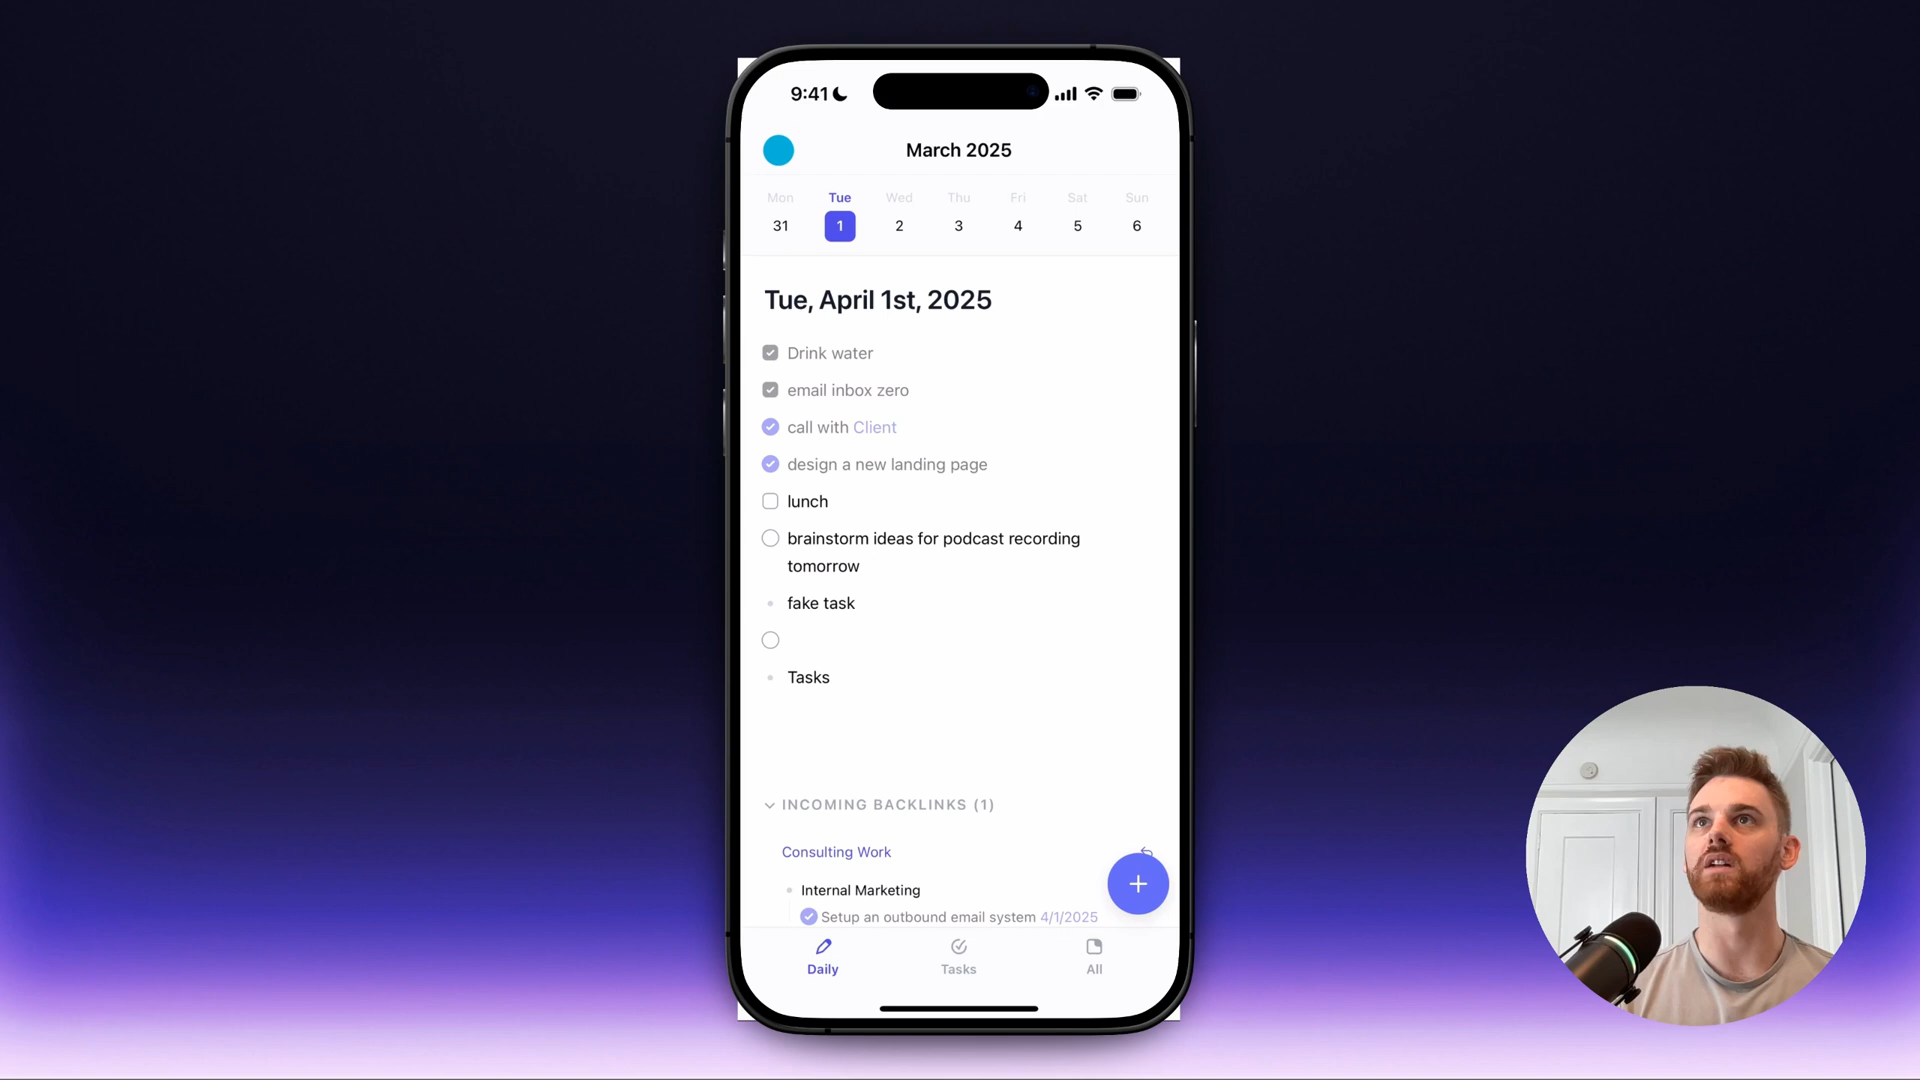 9:41
March 2025
Mon Tue Wed Thu Fri Sat Sun
31 1 2 3 4 5 6
Tue, April 1st, 2025
Drink water
email inbox zero
call with Client
design a new landing page
lunch
brainstorm ideas for podcast recording
tomorrow
fake task
Tasks
INCOMING BACKLINKS (1)
Consulting Work
Internal Marketing
Setup an outbound email system 4/1/2025
Daily Tasks All